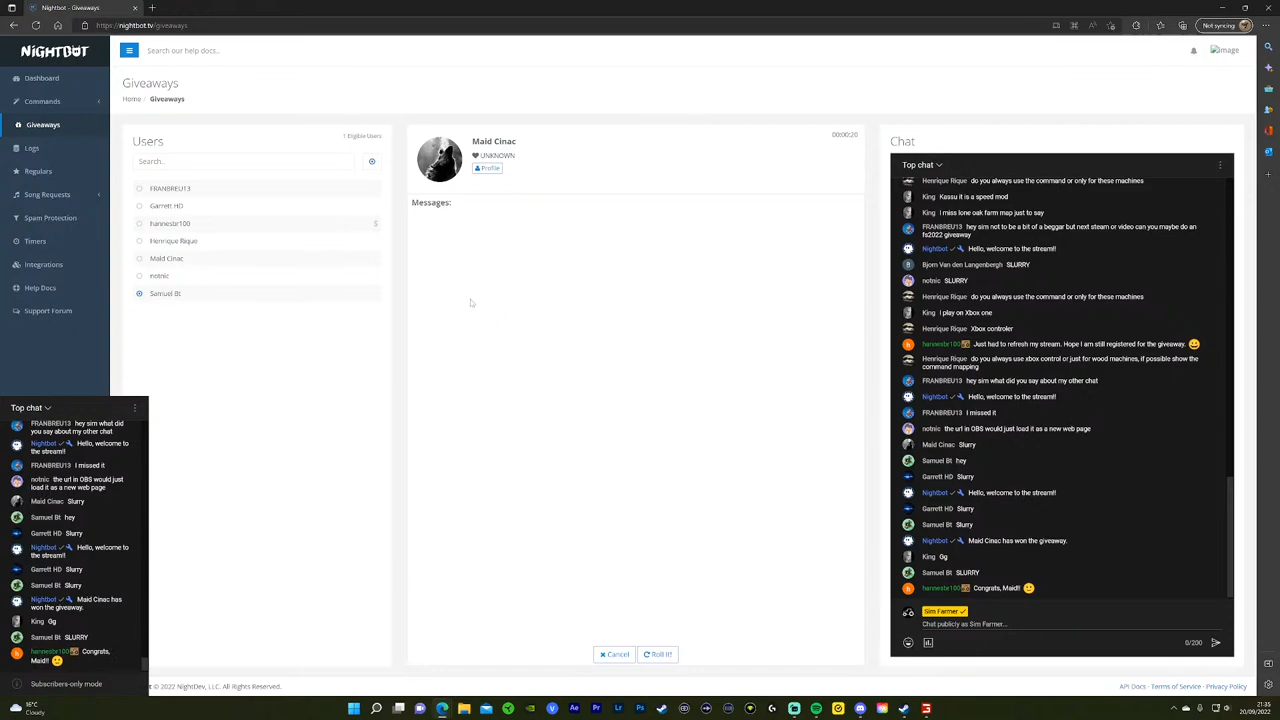 https://nightbot.tv/giveaways
Not syncing
NIGHTBOT
Search our help docs..
image
Dashboard
Commands
Giveaways
Logs
Regulars
Song Requests
Spam Protection
Timers
Integrations
Help Docs
Support Forum
Giveaways
Home / Giveaways
Users
1 Eligible Users
Search..
FRANBREU13
Garrett HD
hannesbr100
S
Henrique Rique
Maid Cinac
notnic
Samuel Bt
Maid Cinac
UNKNOWN
Profile
00:00:20
Messages:
Cancel
Roll It!
Chat
Top chat
Henrique Rique do you always use the command or only for these machines
King Kassu it is a speed mod
King I miss lone oak farm map just to say
FRANBREU13 hey sim not to be a bit of a beggar but next steam or video can you maybe do an
fs2022 giveaway
Nightbot Hello, welcome to the stream!!
Bjorn Van den Langenbergh SLURRY
notnic SLURRY
Henrique Rique do you always use the command or only for these machines
King I play on Xbox one
Henrique Rique Xbox controler
hannesbr100 Just had to refresh my stream. Hope I am still registered for the giveaway.
Henrique Rique do you always use xbox control or just for wood machines, if possible show the
command mapping
FRANBREU13 hey sim what did you say about my other chat
Nightbot Hello, welcome to the stream!!
FRANBREU13 I missed it
notnic the url in OBS would just load it as a new web page
Maid Cinac Slurry
Samuel Bt hey
Garrett HD Slurry
Nightbot Hello, welcome to the stream!!
Garrett HD Slurry
Samuel Bt Slurry
Nightbot Maid Cinac has won the giveaway.
King Gg
Samuel Bt SLURRY
hannesbr100 Congrats, Maid!!
Sim Farmer
Chat publicly as Sim Farmer...
0/200
Top chat
FRANBREU13 hey sim what did
you say about my other chat
Nightbot Hello, welcome to
the stream!!
FRANBREU13 I missed it
notnic the url in OBS would just
load it as a new web page
Maid Cinac Slurry
Samuel Bt hey
Garrett HD Slurry
Nightbot Hello, welcome to
the stream!!
Garrett HD Slurry
Samuel Bt Slurry
Nightbot Maid Cinac has
won the giveaway.
King Gg
Samuel Bt SLURRY
hannesbr100 Congrats,
Maid!!
Subscribers-only mode
t © 2022 NightDev, LLC. All Rights Reserved.
API Docs - Terms of Service - Privacy Policy
16°C
Clear
Ae
Pr
Lr
Ps
21:35
20/09/2022